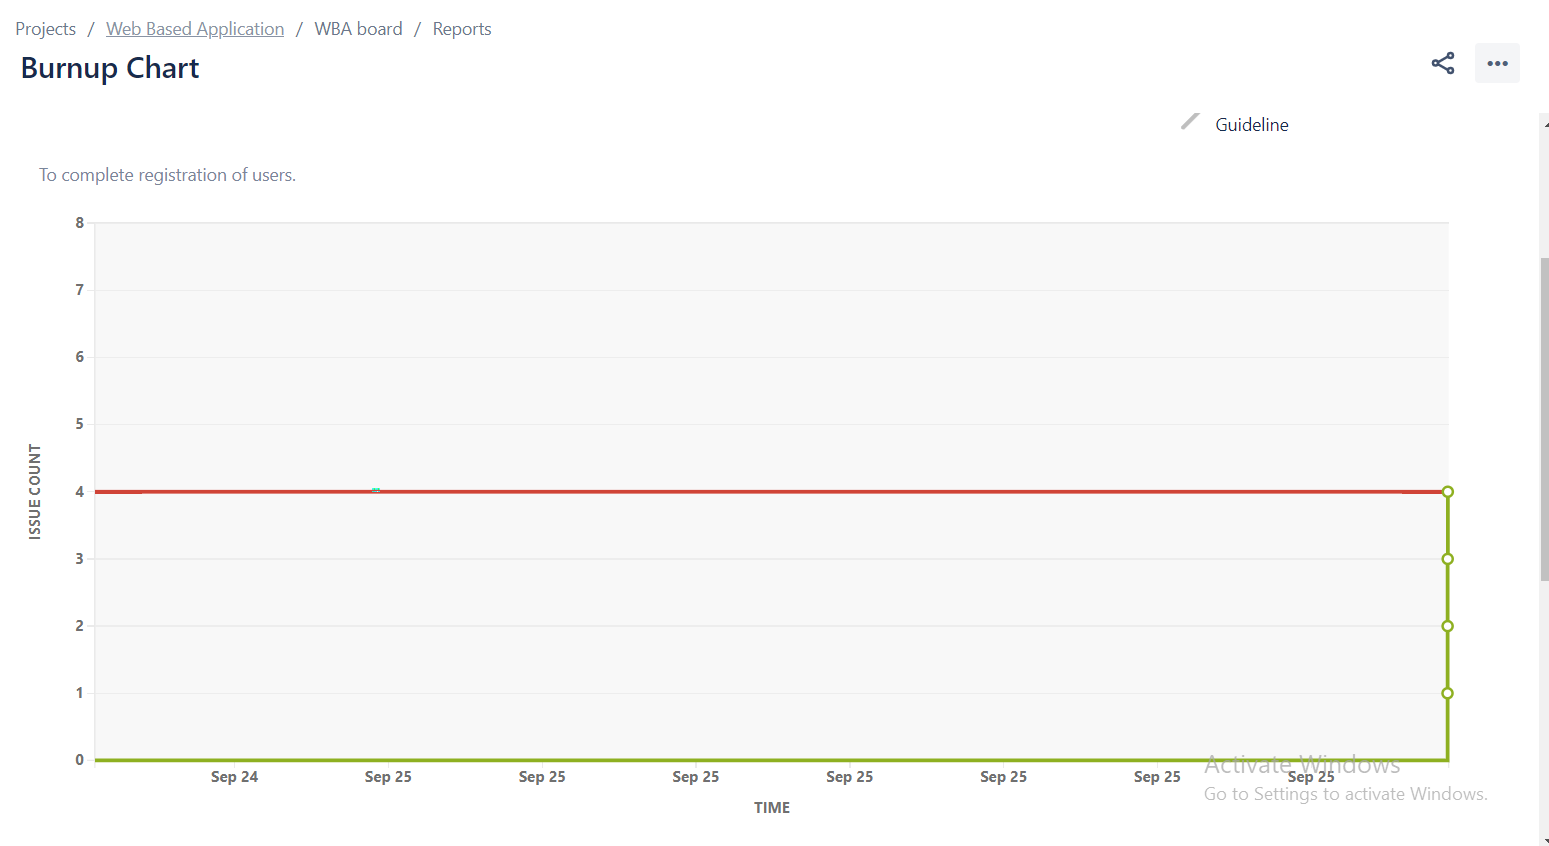 Projects / Web Based Application / WBA board / Reports
Burnup Chart
Guideline
To complete registration of users.
8
7
6
5
4
3
2
1
0
ISSUE COUNT
Sep 24 Sep 25 Sep 25 Sep 25 Sep 25 Sep 25 Sep 25 Sep 25
TIME
Activate Windows
Go to Settings to activate Windows.